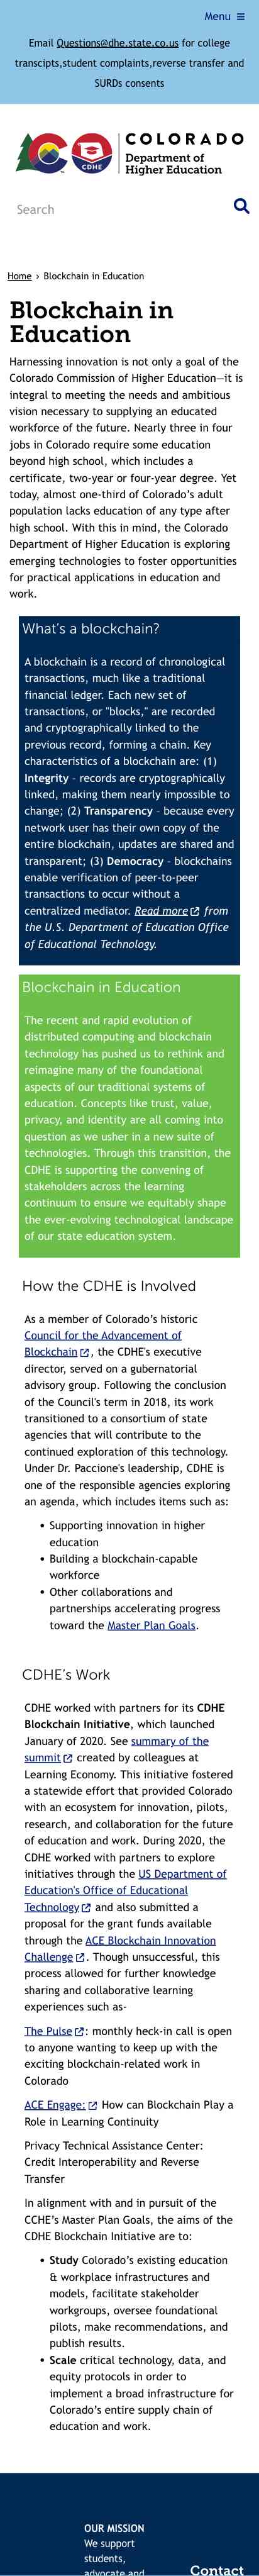 Menu ≡
Email Questions@dhe.state.co.us for college
transcipts,student complaints,reverse transfer and
SURDs consents
COLORADO
Department of
Higher Education
CDHE
Search
Home › Blockchain in Education
Blockchain in
Education
Harnessing innovation is not only a goal of the
Colorado Commission of Higher Education—it is
integral to meeting the needs and ambitious
vision necessary to supplying an educated
workforce of the future. Nearly three in four
jobs in Colorado require some education
beyond high school, which includes a
certificate, two-year or four-year degree. Yet
today, almost one-third of Colorado’s adult
population lacks education of any type after
high school. With this in mind, the Colorado
Department of Higher Education is exploring
emerging technologies to foster opportunities
for practical applications in education and
work.
What’s a blockchain?
A blockchain is a record of chronological
transactions, much like a traditional
financial ledger. Each new set of
transactions, or "blocks," are recorded
and cryptographically linked to the
previous record, forming a chain. Key
characteristics of a blockchain are: (1)
Integrity – records are cryptographically
linked, making them nearly impossible to
change; (2) Transparency – because every
network user has their own copy of the
entire blockchain, updates are shared and
transparent; (3) Democracy – blockchains
enable verification of peer-to-peer
transactions to occur without a
centralized mediator. Read more from
the U.S. Department of Education Office
of Educational Technology.
Blockchain in Education
The recent and rapid evolution of
distributed computing and blockchain
technology has pushed us to rethink and
reimagine many of the foundational
aspects of our traditional systems of
education. Concepts like trust, value,
privacy, and identity are all coming into
question as we usher in a new suite of
technologies. Through this transition, the
CDHE is supporting the convening of
stakeholders across the learning
continuum to ensure we equitably shape
the ever-evolving technological landscape
of our state education system.
How the CDHE is Involved
As a member of Colorado’s historic
Council for the Advancement of
Blockchain , the CDHE's executive
director, served on a gubernatorial
advisory group. Following the conclusion
of the Council's term in 2018, its work
transitioned to a consortium of state
agencies that will contribute to the
continued exploration of this technology.
Under Dr. Paccione's leadership, CDHE is
one of the responsible agencies exploring
an agenda, which includes items such as:
• Supporting innovation in higher
education
• Building a blockchain-capable
workforce
• Other collaborations and
partnerships accelerating progress
toward the Master Plan Goals.
CDHE’s Work
CDHE worked with partners for its CDHE
Blockchain Initiative, which launched
January of 2020. See summary of the
summit created by colleagues at
Learning Economy. This initiative fostered
a statewide effort that provided Colorado
with an ecosystem for innovation, pilots,
research, and collaboration for the future
of education and work. During 2020, the
CDHE worked with partners to explore
initiatives through the US Department of
Education's Office of Educational
Technology and also submitted a
proposal for the grant funds available
through the ACE Blockchain Innovation
Challenge . Though unsuccessful, this
process allowed for further knowledge
sharing and collaborative learning
experiences such as-
The Pulse : monthly heck-in call is open
to anyone wanting to keep up with the
exciting blockchain-related work in
Colorado
ACE Engage: How can Blockchain Play a
Role in Learning Continuity
Privacy Technical Assistance Center:
Credit Interoperability and Reverse
Transfer
In alignment with and in pursuit of the
CCHE’s Master Plan Goals, the aims of the
CDHE Blockchain Initiative are to:
• Study Colorado’s existing education
& workplace infrastructures and
models, facilitate stakeholder
workgroups, oversee foundational
pilots, make recommendations, and
publish results.
• Scale critical technology, data, and
equity protocols in order to
implement a broad infrastructure for
Colorado’s entire supply chain of
education and work.
OUR MISSION
We support
students,
advocate and
Contact